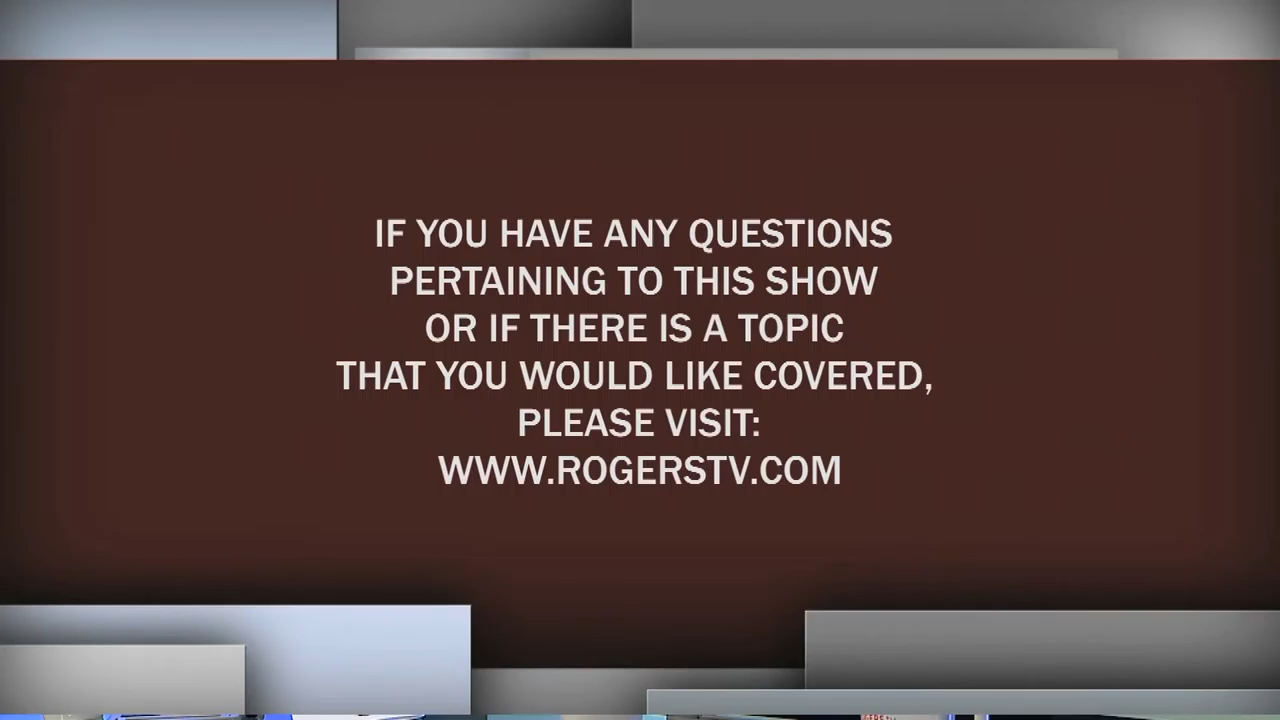 IF YOU HAVE ANY QUESTIONS
PERTAINING TO THIS SHOW
OR IF THERE IS A TOPIC
THAT YOU WOULD LIKE COVERED,
PLEASE VISIT:
WWW.ROGERSTV.COM